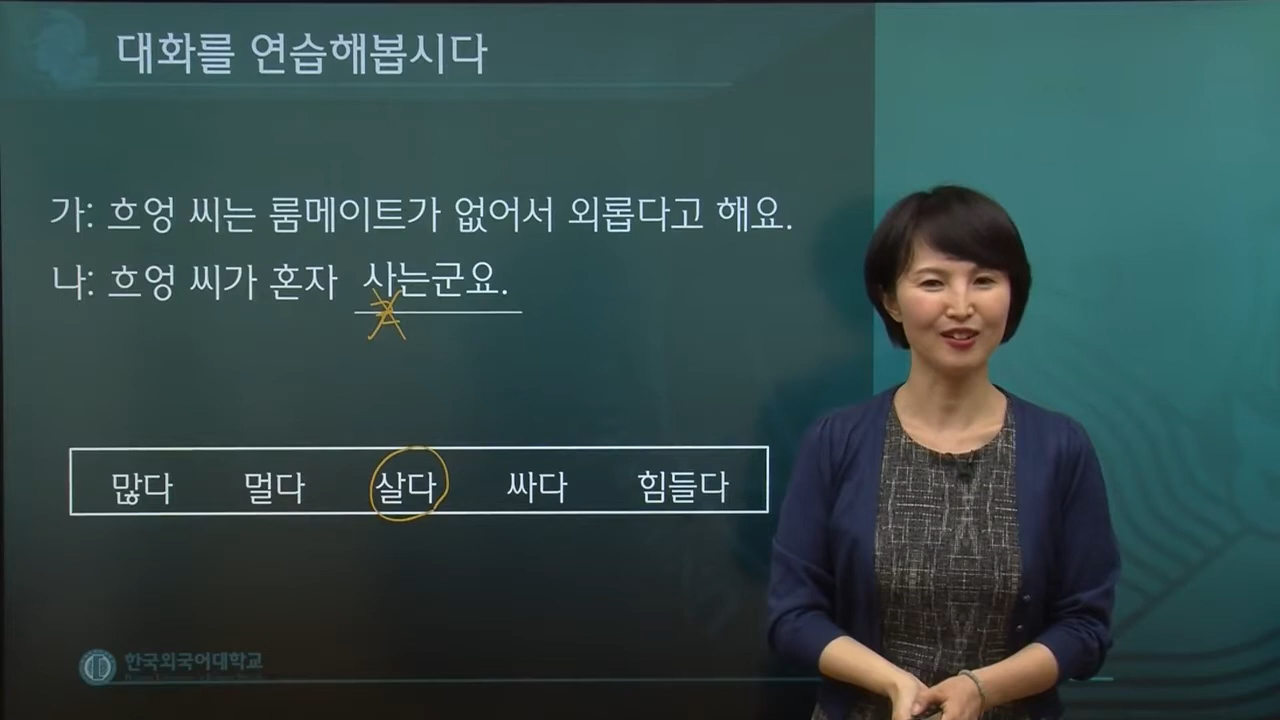 대화를 연습해봅시다
가: 흐엉 씨는 룸메이트가 없어서 외롭다고 해요.
나: 흐엉 씨가 혼자 사는군요.
많다 멀다 살다 싸다 힘들다
한국외국어대학교